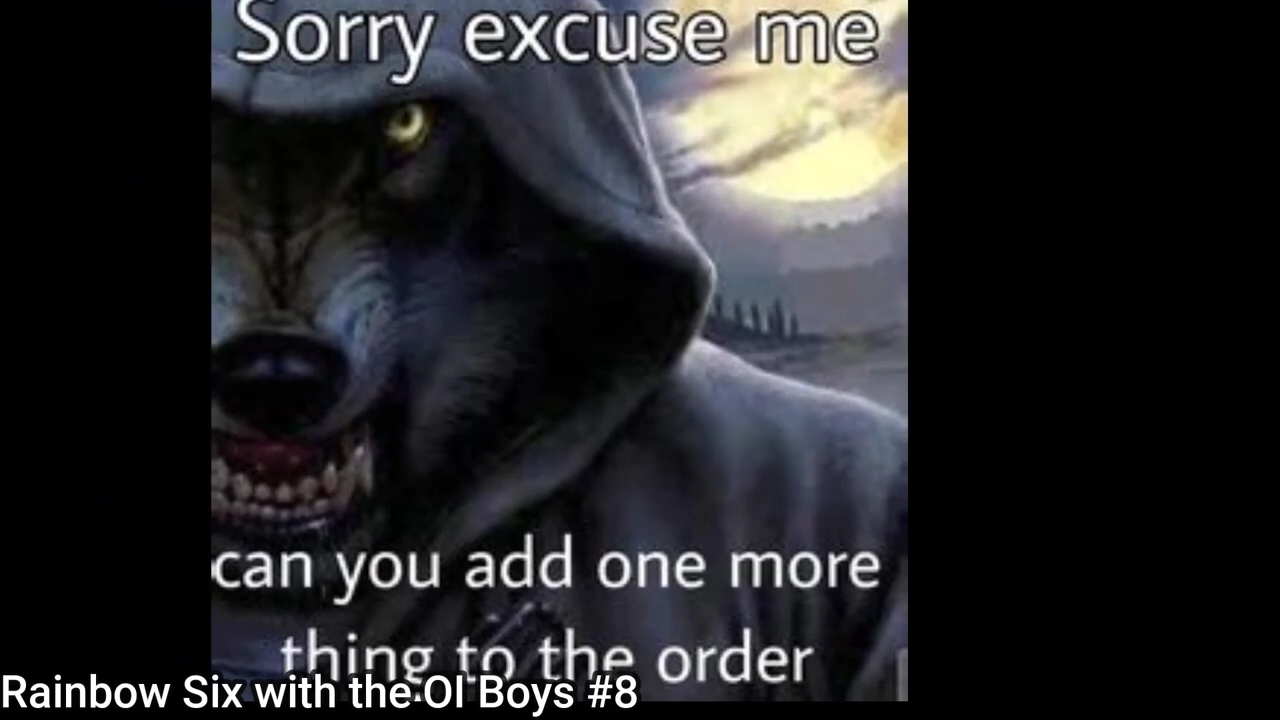 Sorry excuse me
can you add one more
thing to the order
Rainbow Six with the Ol Boys #8